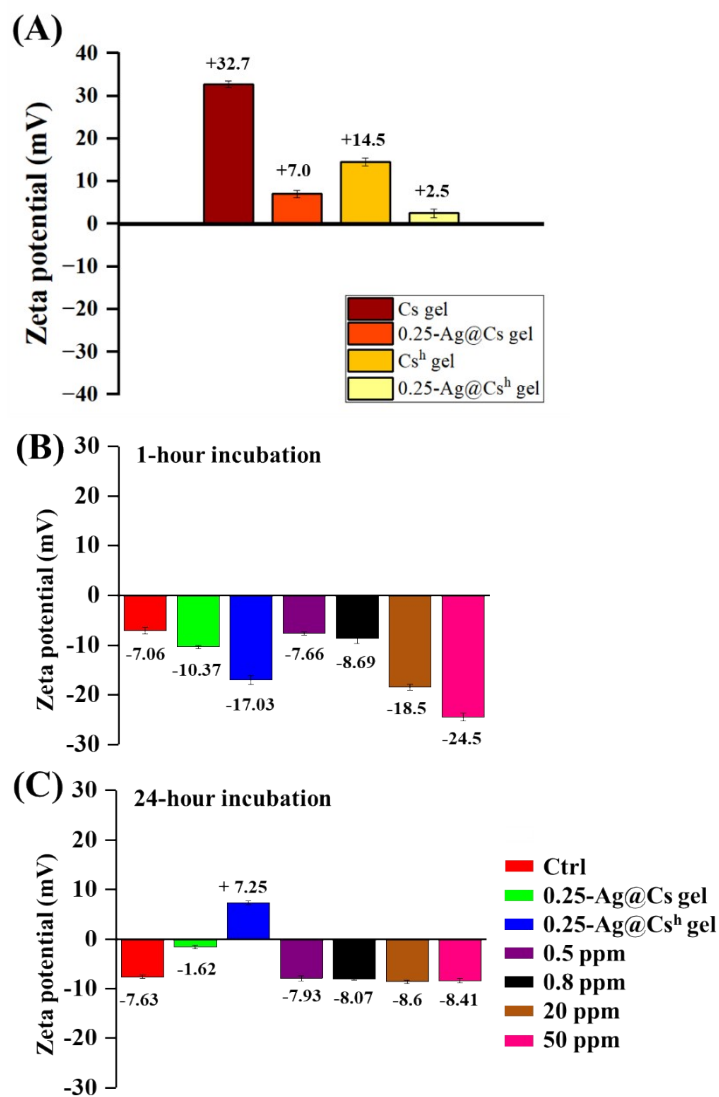 (A)
40
30
20
10
0
−10
−20
−30
−40
Zeta potential (mV)
+32.7
+7.0
+14.5
+2.5
Cs gel
0.25-Ag@Cs gel
Csʰ gel
0.25-Ag@Csʰ gel
(B)
1-hour incubation
30
20
10
0
-10
-20
-30
Zeta potential (mV)
-7.06
-10.37
-17.03
-7.66
-8.69
-18.5
-24.5
(C)
24-hour incubation
30
20
10
0
-10
-20
-30
Zeta potential (mV)
-7.63
-1.62
+ 7.25
-7.93
-8.07
-8.6
-8.41
Ctrl
0.25-Ag@Cs gel
0.25-Ag@Csʰ gel
0.5 ppm
0.8 ppm
20 ppm
50 ppm